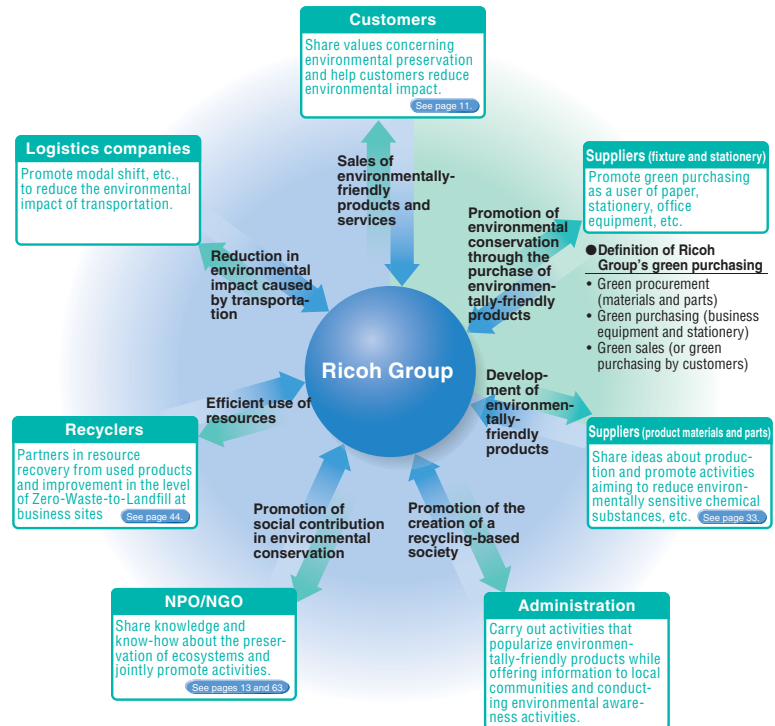 Customers
Share values concerning
environmental preservation
and help customers reduce
environmental impact.
See page 11.
Logistics companies
Promote modal shift, etc.,
to reduce the environmental
impact of transportation.
Sales of
environmentally-
friendly
products and
services
Suppliers (fixture and stationery)
Promote green purchasing
as a user of paper,
stationery, office
equipment, etc.
Promotion of
environmental
conservation
through the
purchase of
environmen-
tally-friendly
products
●Definition of Ricoh
Group's green purchasing
• Green procurement
(materials and parts)
• Green purchasing (business
equipment and stationery)
• Green sales (or green
purchasing by customers)
Reduction in
environmental
impact caused
by transporta-
tion
Ricoh Group
Efficient use of
resources
Develop-
ment of
environmen-
tally-
friendly
products
Recyclers
Partners in resource
recovery from used products
and improvement in the level
of Zero-Waste-to-Landfill at
business sites
See page 44.
Suppliers (product materials and parts)
Share ideas about produc-
tion and promote activities
aiming to reduce environ-
mentally sensitive chemical
substances, etc.
See page 33.
Promotion of
social contribution
in environmental
conservation
Promotion of the
creation of a
recycling-based
society
NPO/NGO
Share knowledge and
know-how about the preser-
vation of ecosystems and
jointly promote activities.
See pages 13 and 63.
Administration
Carry out activities that
popularize environmen-
tally-friendly products while
offering information to local
communities and conduct-
ing environmental aware-
ness activities.